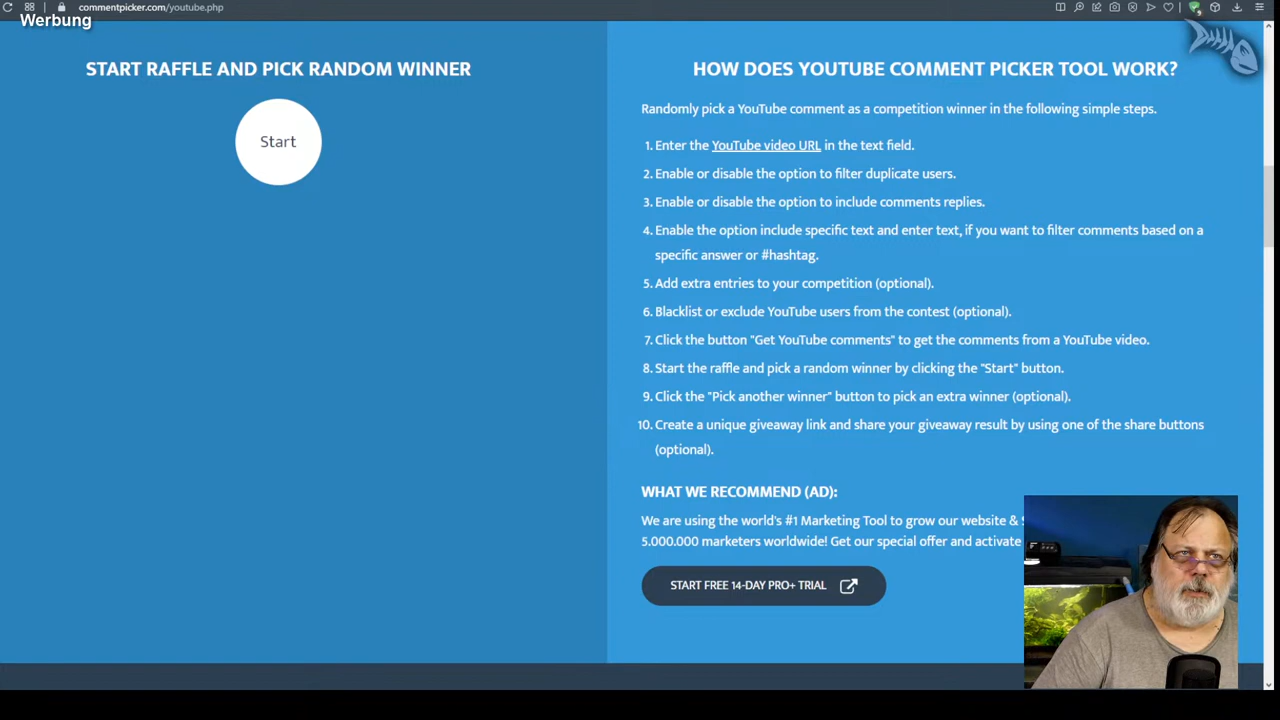 commentpicker.com/youtube.php
Werbung
START RAFFLE AND PICK RANDOM WINNER
Start
HOW DOES YOUTUBE COMMENT PICKER TOOL WORK?
Randomly pick a YouTube comment as a competition winner in the following simple steps.
1. Enter the YouTube video URL in the text field.
2. Enable or disable the option to filter duplicate users.
3. Enable or disable the option to include comments replies.
4. Enable the option include specific text and enter text, if you want to filter comments based on a
specific answer or #hashtag.
5. Add extra entries to your competition (optional).
6. Blacklist or exclude YouTube users from the contest (optional).
7. Click the button "Get YouTube comments" to get the comments from a YouTube video.
8. Start the raffle and pick a random winner by clicking the "Start" button.
9. Click the "Pick another winner" button to pick an extra winner (optional).
10. Create a unique giveaway link and share your giveaway result by using one of the share buttons
(optional).
WHAT WE RECOMMEND (AD):
We are using the world's #1 Marketing Tool to grow our website &
5.000.000 marketers worldwide! Get our special offer and activate
START FREE 14-DAY PRO+ TRIAL